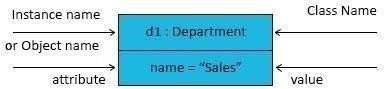 Instance name
Class Name
d1 : Department
or Object name
name = “Sales”
attribute
value